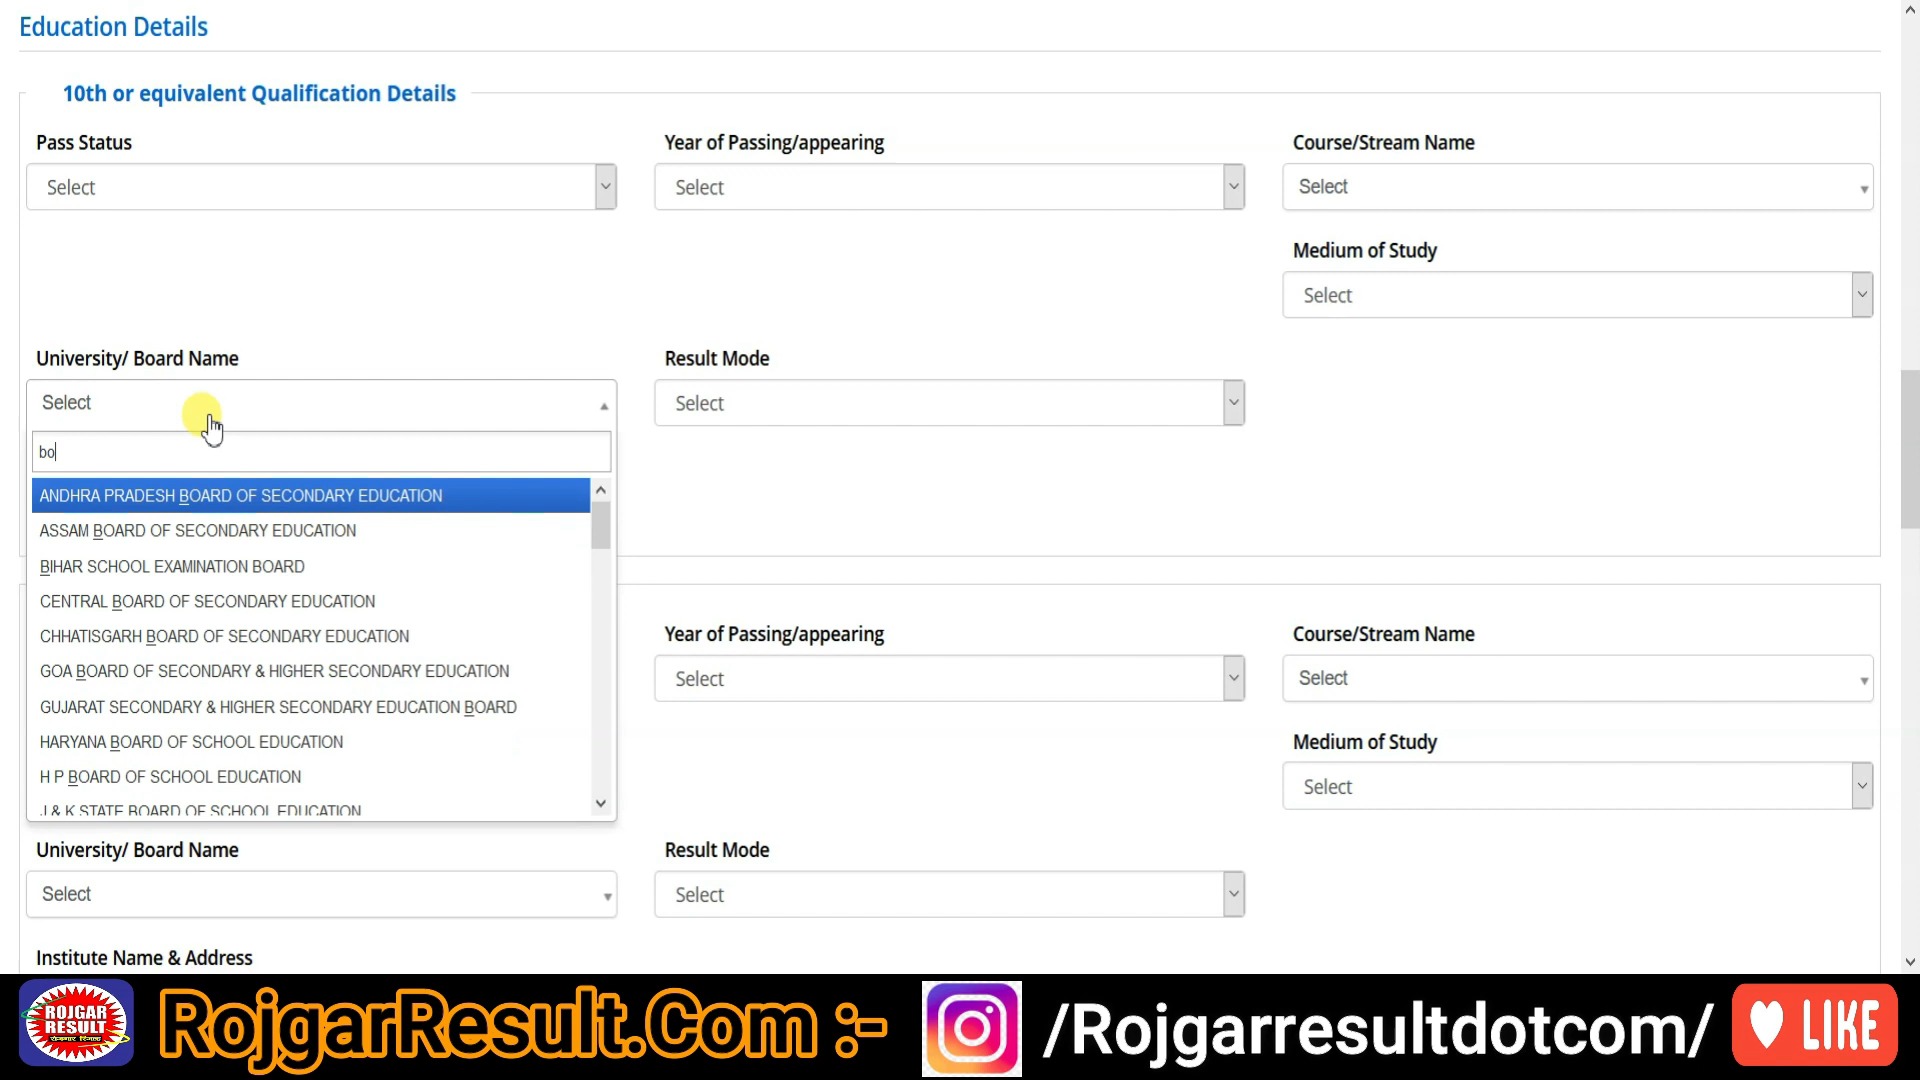 Education Details
10th or equivalent Qualification Details
Pass Status
Year of Passing/appearing
Course/Stream Name
Select
Select
Select
Medium of Study
Select
University/ Board Name
Result Mode
Select
Select
bo
ANDHRA PRADESH BOARD OF SECONDARY EDUCATION
ASSAM BOARD OF SECONDARY EDUCATION
BIHAR SCHOOL EXAMINATION BOARD
CENTRAL BOARD OF SECONDARY EDUCATION
CHHATISGARH BOARD OF SECONDARY EDUCATION
GOA BOARD OF SECONDARY & HIGHER SECONDARY EDUCATION
GUJARAT SECONDARY & HIGHER SECONDARY EDUCATION BOARD
HARYANA BOARD OF SCHOOL EDUCATION
H P BOARD OF SCHOOL EDUCATION
J & K STATE BOARD OF SCHOOL EDUCATION
Year of Passing/appearing
Course/Stream Name
Select
Select
Medium of Study
Select
University/ Board Name
Result Mode
Select
Select
Institute Name & Address
ROJGAR
RESULT
रोजगार रिजल्ट
RojgarResult.Com :-
/Rojgarresultdotcom/
LIKE